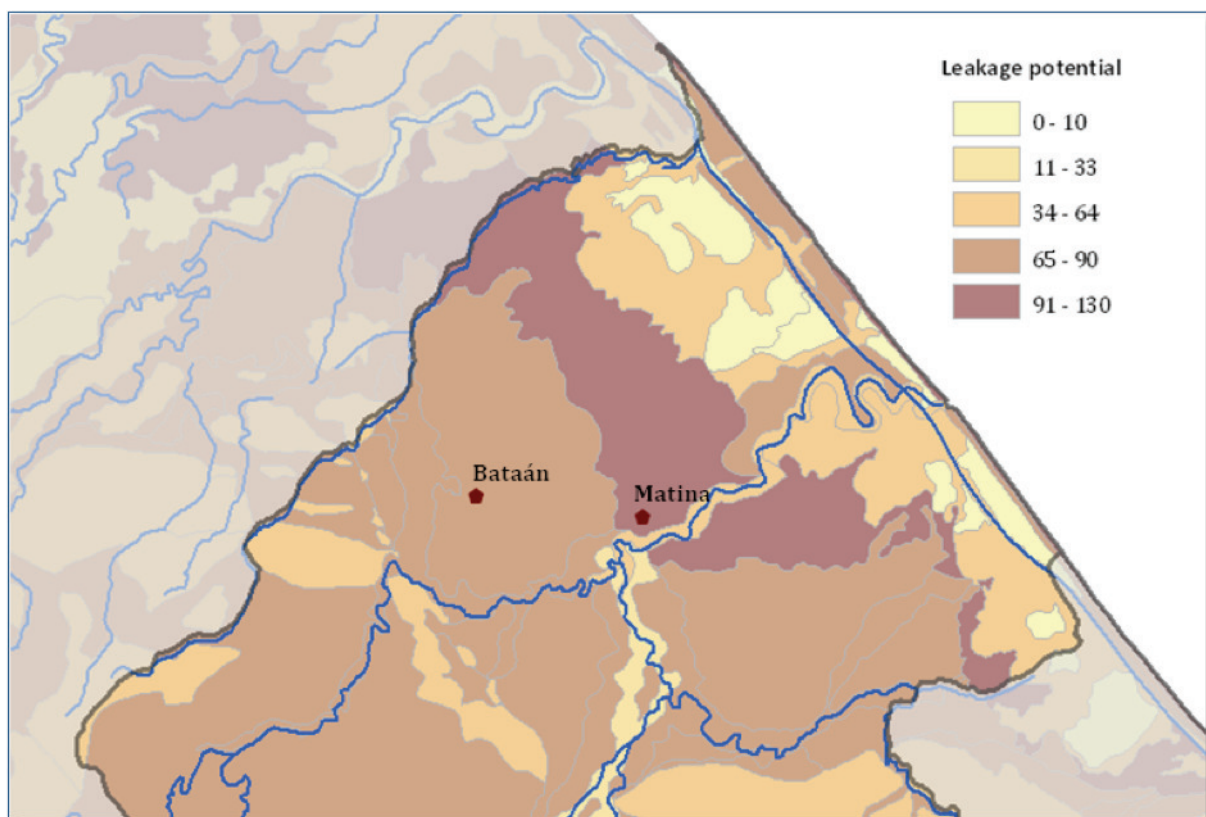 Leakage potential
0 - 10
11 - 33
34 - 64
65 - 90
91 - 130
Bataán
Matina